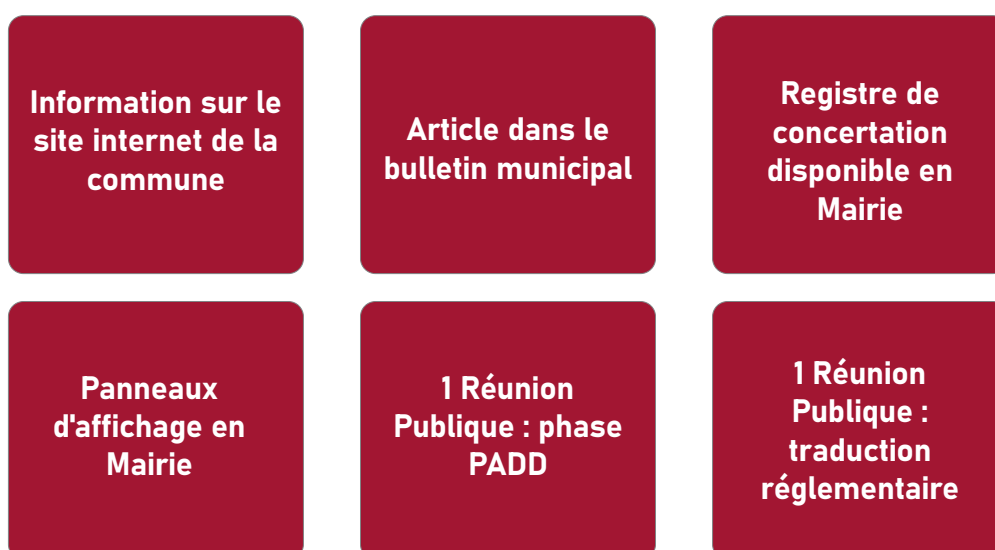 Information sur le
site internet de la
commune
Article dans le
bulletin municipal
Registre de
concertation
disponible en
Mairie
Panneaux
d'affichage en
Mairie
1 Réunion
Publique : phase
PADD
1 Réunion
Publique :
traduction
réglementaire